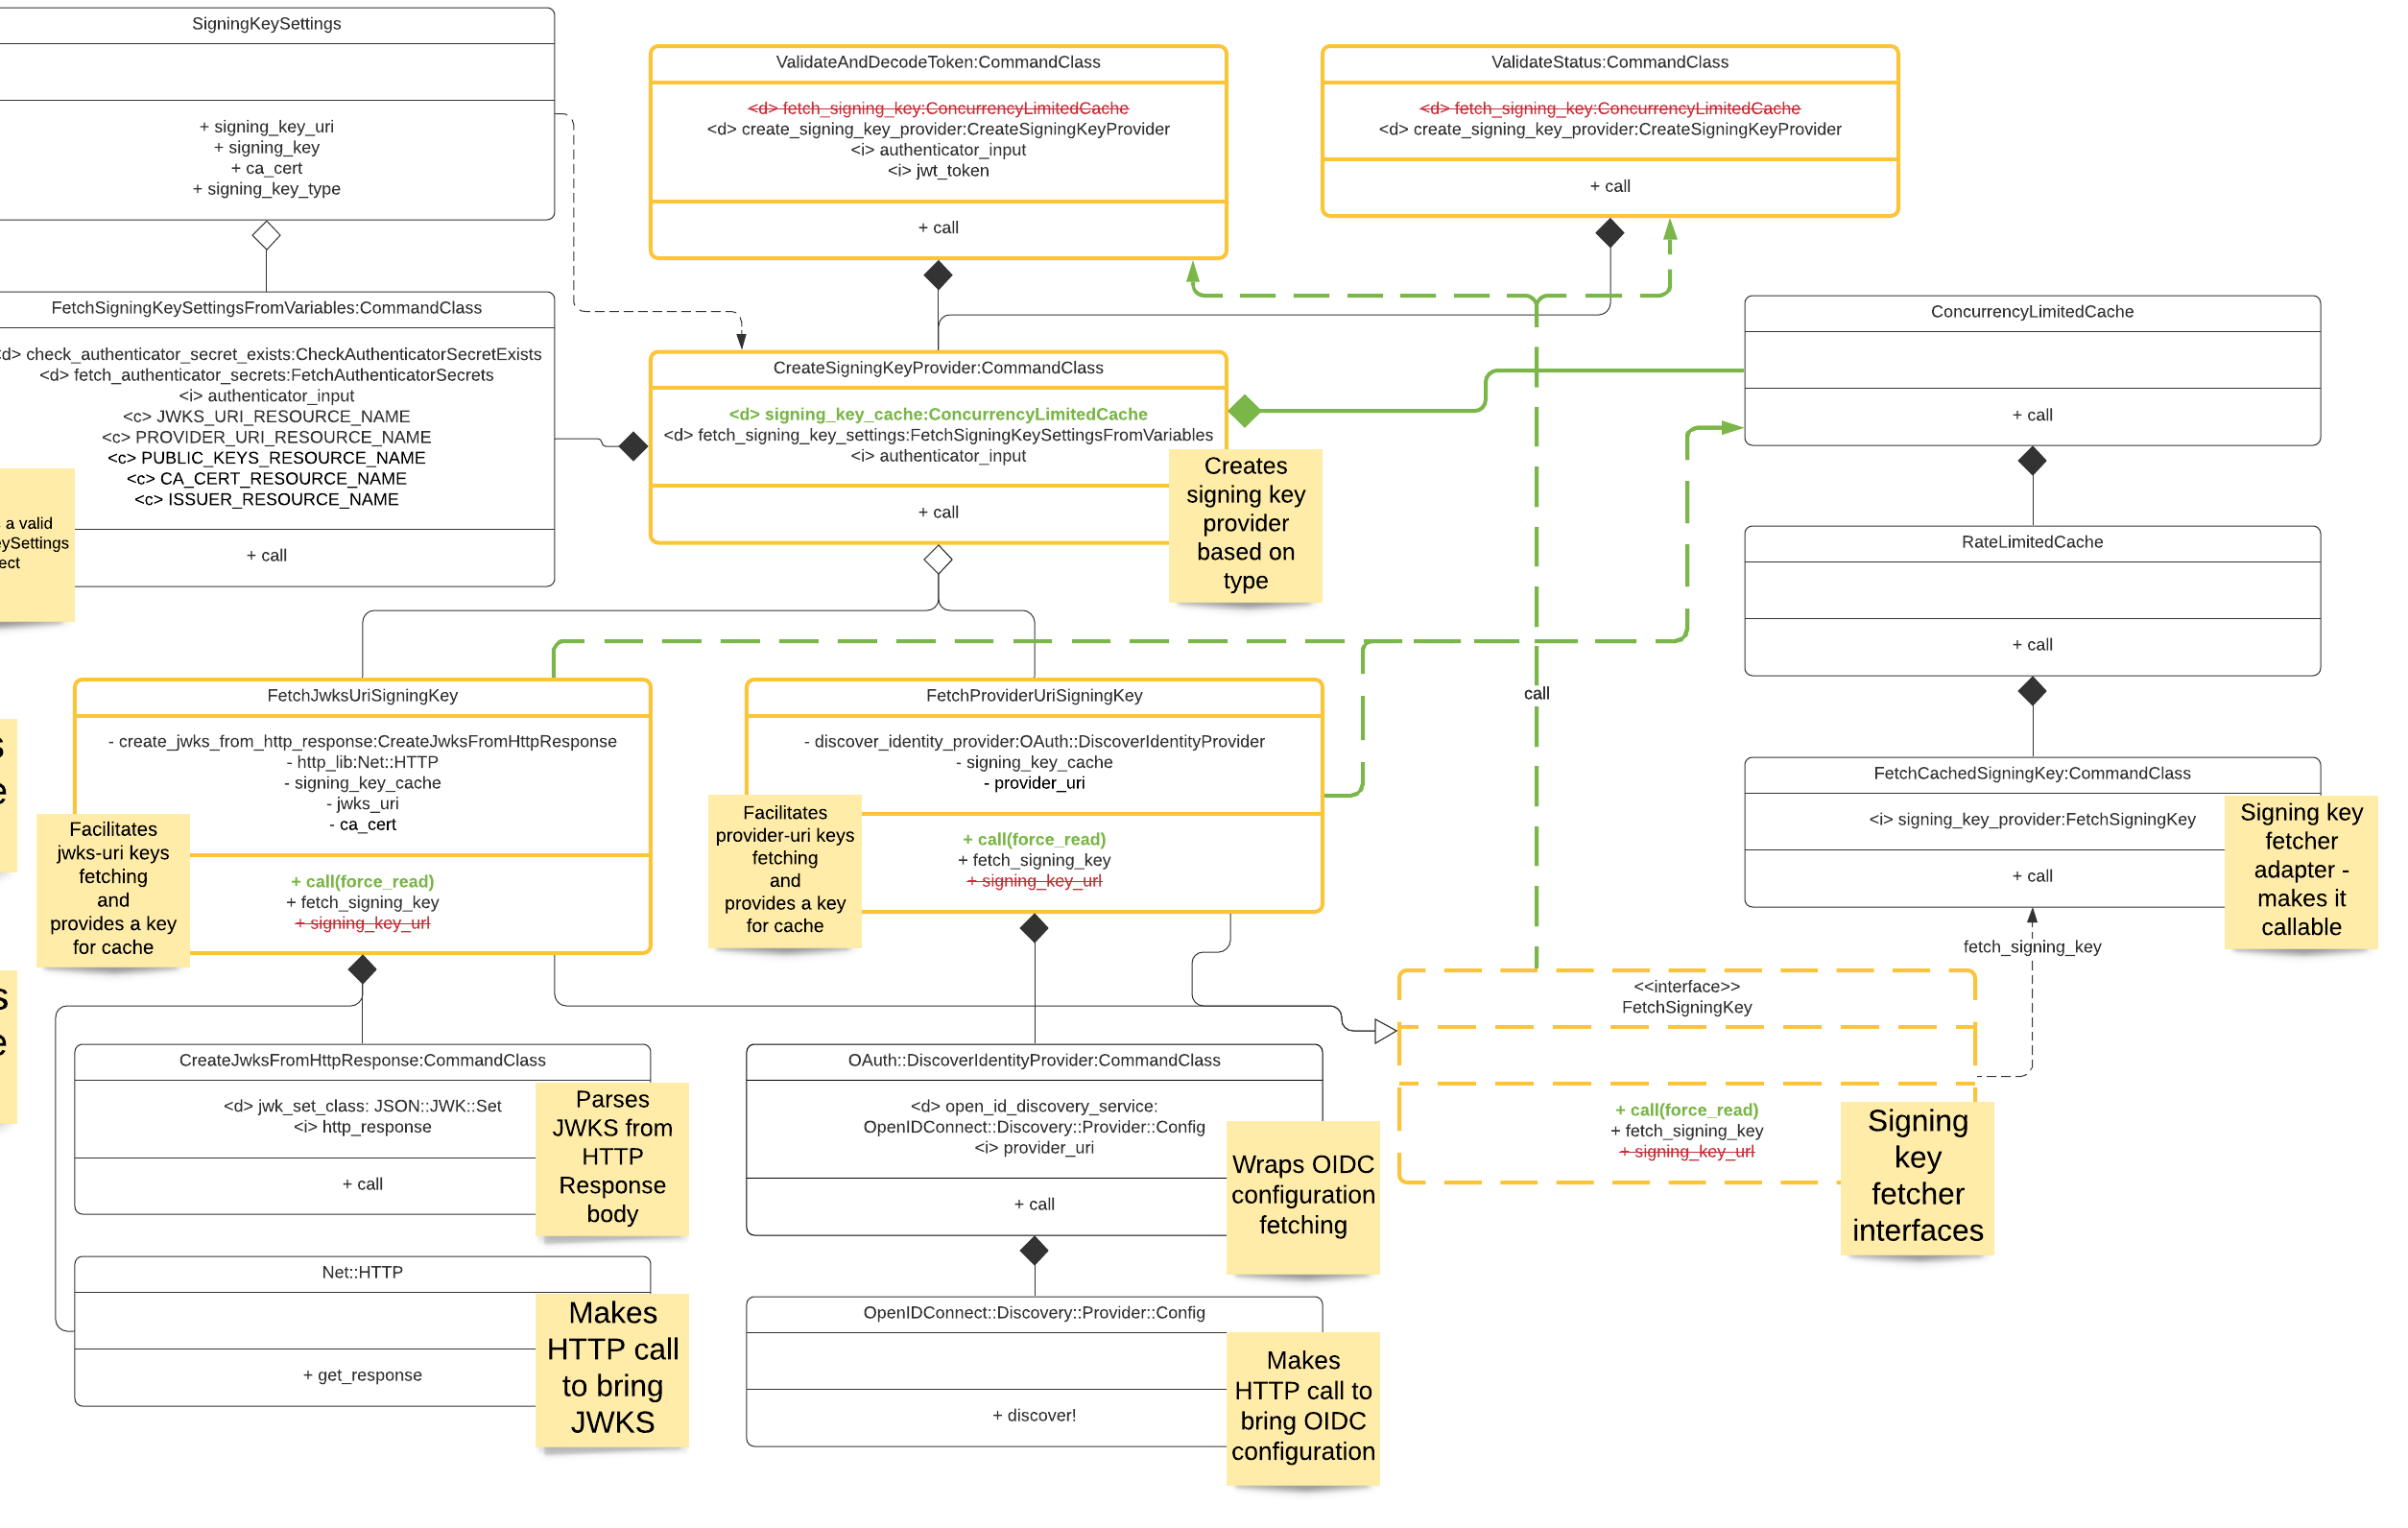 SigningKeySettings
+ signing_key_uri
+ signing_key
+ ca_cert
+ signing_key_type
ValidateAndDecodeToken:CommandClass
<d> fetch_signing_key:ConcurrencyLimitedCache
<d> create_signing_key_provider:CreateSigningKeyProvider
<i> authenticator_input
<i> jwt_token
+ call
ValidateStatus:CommandClass
<d> fetch_signing_key:ConcurrencyLimitedCache
<d> create_signing_key_provider:CreateSigningKeyProvider
+ call
FetchSigningKeySettingsFromVariables:CommandClass
d> check_authenticator_secret_exists:CheckAuthenticatorSecretExists
<d> fetch_authenticator_secrets:FetchAuthenticatorSecrets
<i> authenticator_input
<c> JWKS_URI_RESOURCE_NAME
<c> PROVIDER_URI_RESOURCE_NAME
<c> PUBLIC_KEYS_RESOURCE_NAME
<c> CA_CERT_RESOURCE_NAME
<c> ISSUER_RESOURCE_NAME
+ call
a valid
eySettings
ect
CreateSigningKeyProvider:CommandClass
<d> signing_key_cache:ConcurrencyLimitedCache
<d> fetch_signing_key_settings:FetchSigningKeySettingsFromVariables
<i> authenticator_input
+ call
Creates
signing key
provider
based on
type
ConcurrencyLimitedCache
+ call
RateLimitedCache
+ call
call
FetchJwksUriSigningKey
- create_jwks_from_http_response:CreateJwksFromHttpResponse
- http_lib:Net::HTTP
- signing_key_cache
- jwks_uri
- ca_cert
+ call(force_read)
+ fetch_signing_key
+ signing_key_url
Facilitates
jwks-uri keys
fetching
and
provides a key
for cache
s
e
s
e
FetchProviderUriSigningKey
- discover_identity_provider:OAuth::DiscoverIdentityProvider
- signing_key_cache
- provider_uri
+ call(force_read)
+ fetch_signing_key
+ signing_key_url
Facilitates
provider-uri keys
fetching
and
provides a key
for cache
FetchCachedSigningKey:CommandClass
<i> signing_key_provider:FetchSigningKey
+ call
Signing key
fetcher
adapter -
makes it
callable
fetch_signing_key
<<interface>>
FetchSigningKey
+ call(force_read)
+ fetch_signing_key
+ signing_key_url
Signing
key
fetcher
interfaces
CreateJwksFromHttpResponse:CommandClass
<d> jwk_set_class: JSON::JWK::Set
<i> http_response
+ call
Parses
JWKS from
HTTP
Response
body
OAuth::DiscoverIdentityProvider:CommandClass
<d> open_id_discovery_service:
OpenIDConnect::Discovery::Provider::Config
<i> provider_uri
+ call
Wraps OIDC
configuration
fetching
Net::HTTP
+ get_response
Makes
HTTP call
to bring
JWKS
OpenIDConnect::Discovery::Provider::Config
+ discover!
Makes
HTTP call to
bring OIDC
configuration